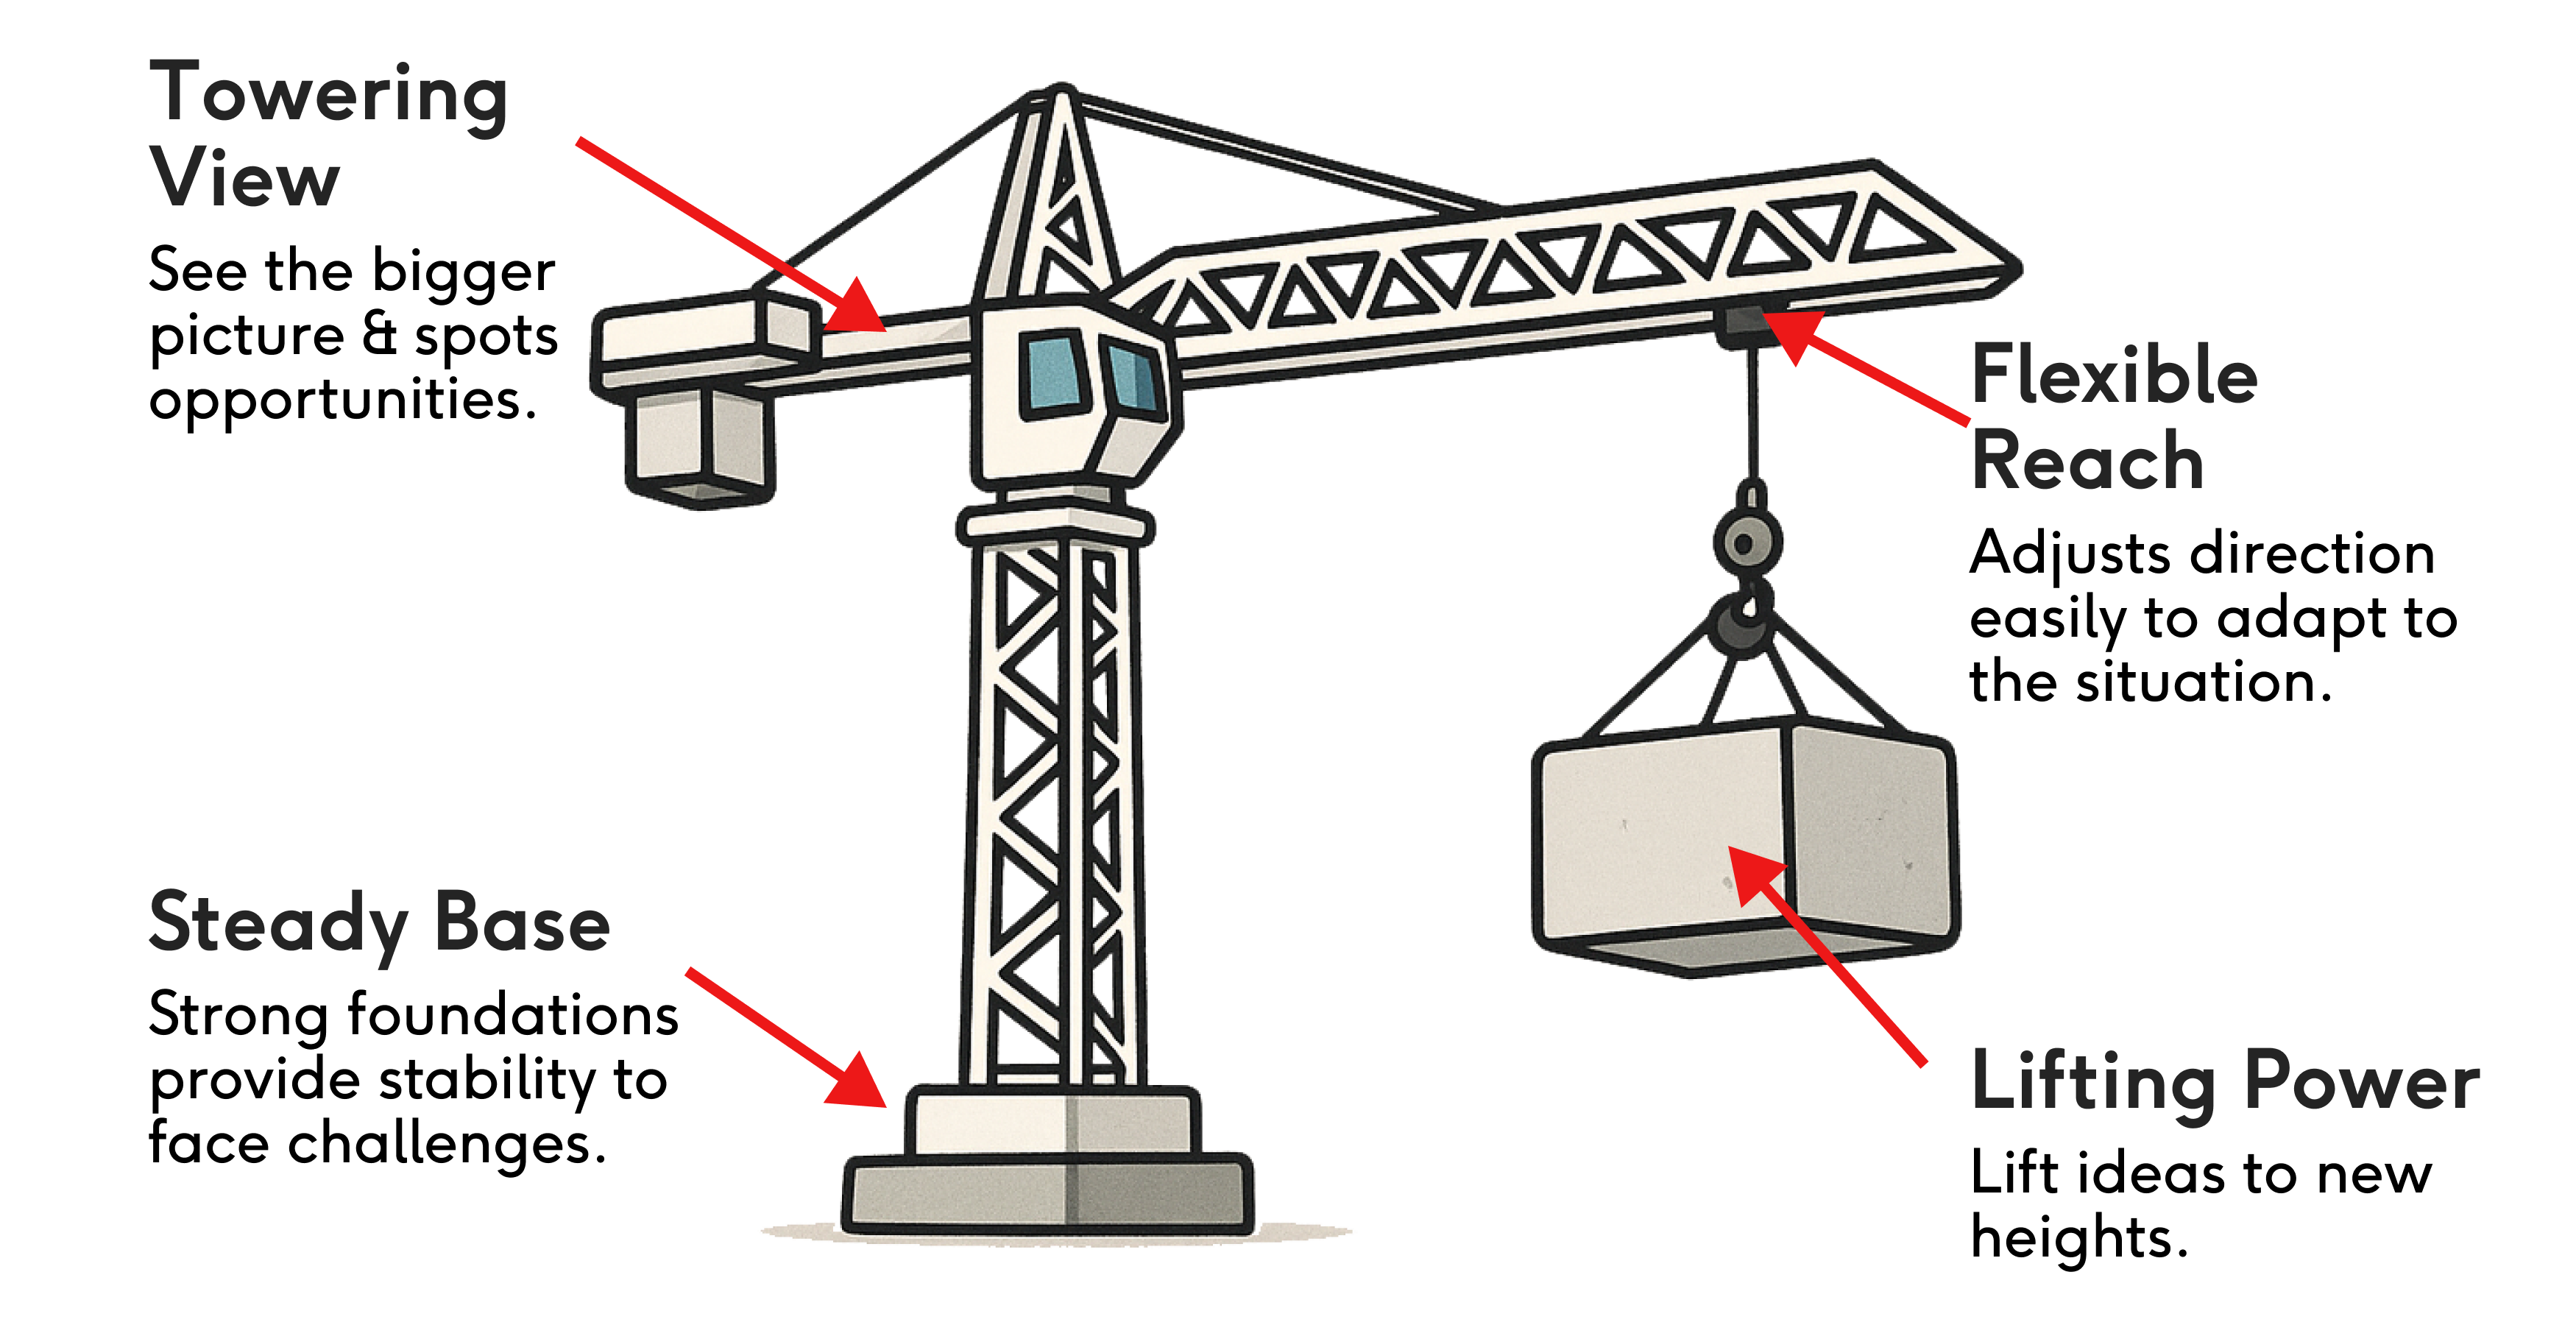 Towering
View
See the bigger
picture & spots
opportunities.
Flexible
Reach
Adjusts direction
easily to adapt to
the situation.
Steady Base
Strong foundations
provide stability to
face challenges.
Lifting Power
Lift ideas to new
heights.